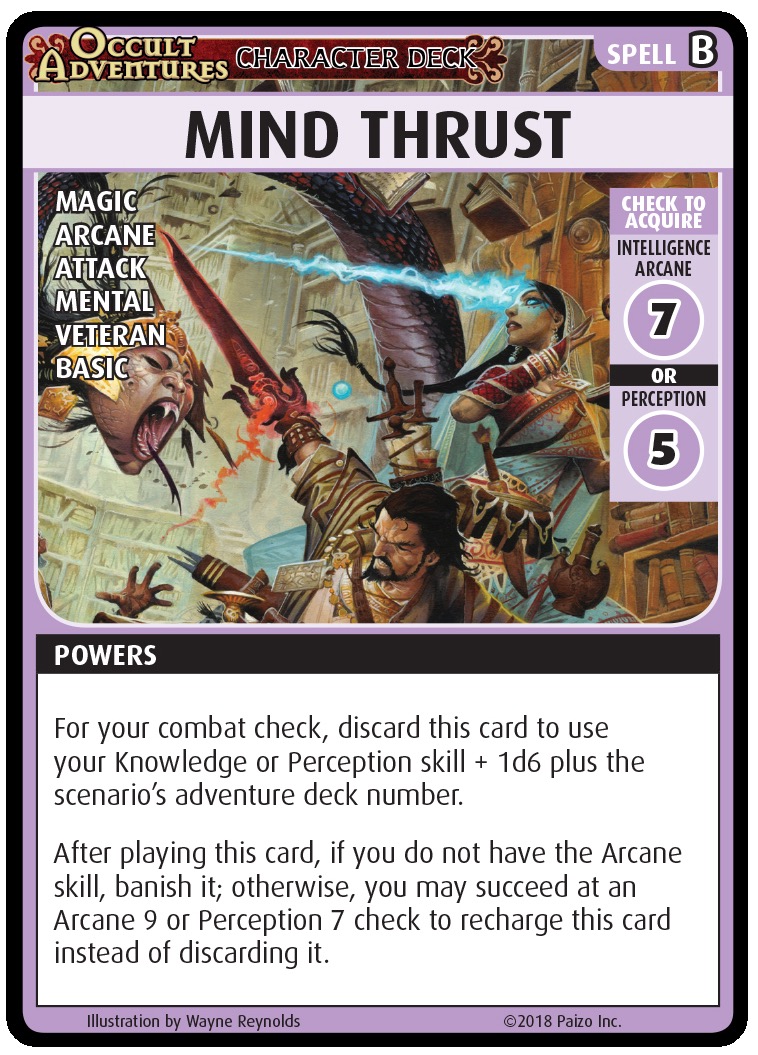 OCCULT ADVENTURES CHARACTER DECK
SPELL B
MIND THRUST
MAGIC
ARCANE
ATTACK
MENTAL
VETERAN
BASIC
CHECK TO
ACQUIRE
INTELLIGENCE
ARCANE
7
OR
PERCEPTION
5
POWERS
For your combat check, discard this card to use
your Knowledge or Perception skill + 1d6 plus the
scenario’s adventure deck number.
After playing this card, if you do not have the Arcane
skill, banish it; otherwise, you may succeed at an
Arcane 9 or Perception 7 check to recharge this card
instead of discarding it.
Illustration by Wayne Reynolds
©2018 Paizo Inc.